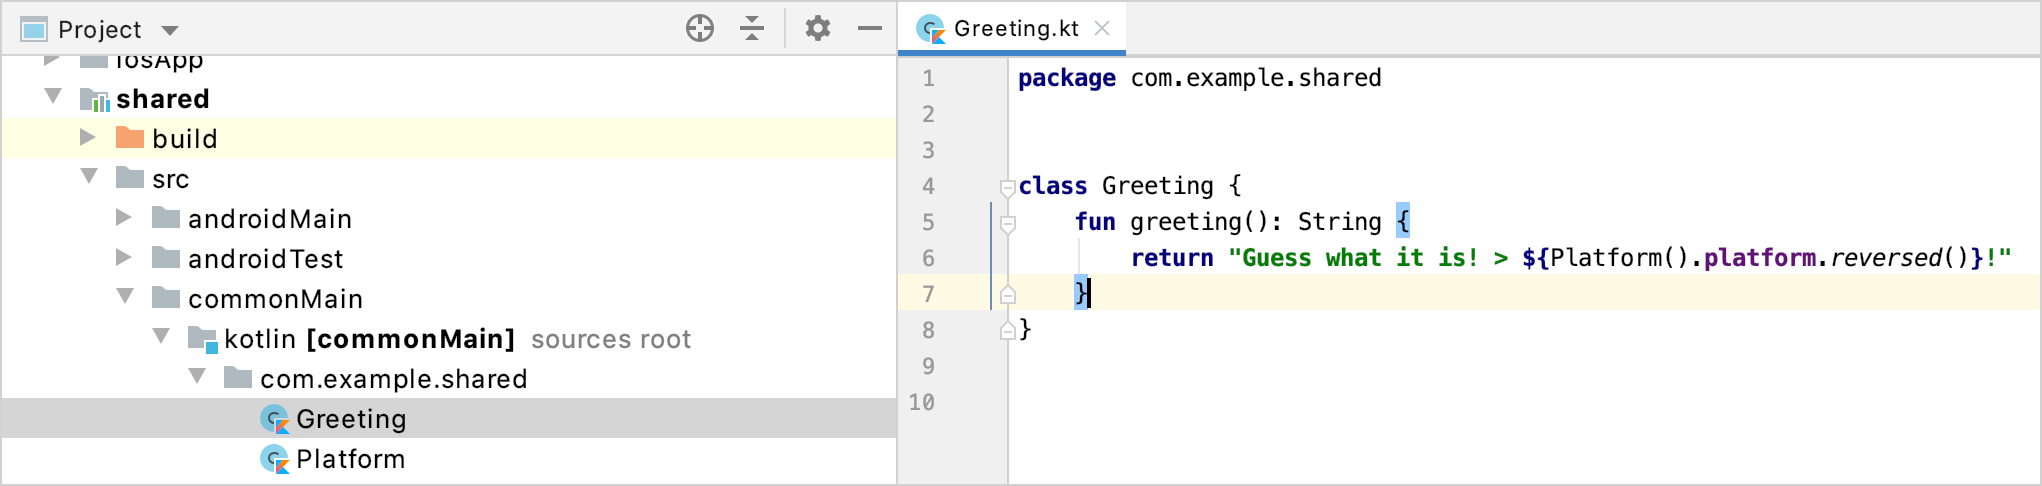 Project
iosApp
shared
build
src
androidMain
androidTest
commonMain
kotlin [commonMain] sources root
com.example.shared
Greeting
Platform
Greeting.kt
1 package com.example.shared
2
3
4 class Greeting {
5 fun greeting(): String {
6 return "Guess what it is! > ${Platform().platform.reversed()}!"
7 }
8 }
9
10